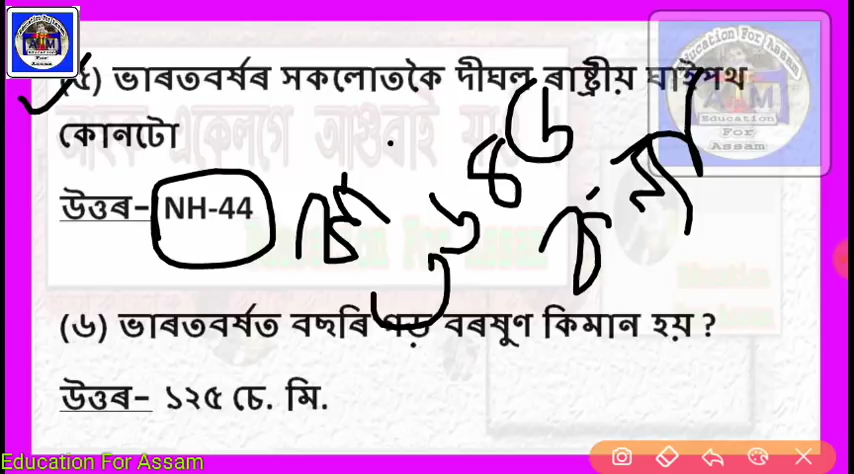 (৫) ভাৰতবৰ্ষৰ সকলোতকৈ দীঘল ৰাষ্ট্ৰীয় ঘাইপথ
কোনটো
উত্তৰ- NH-44
(৬) ভাৰতবৰ্ষত বছৰি গড় বৰষুণ কিমান হয় ?
উত্তৰ- ১২৫ চে. মি.
Education For Assam